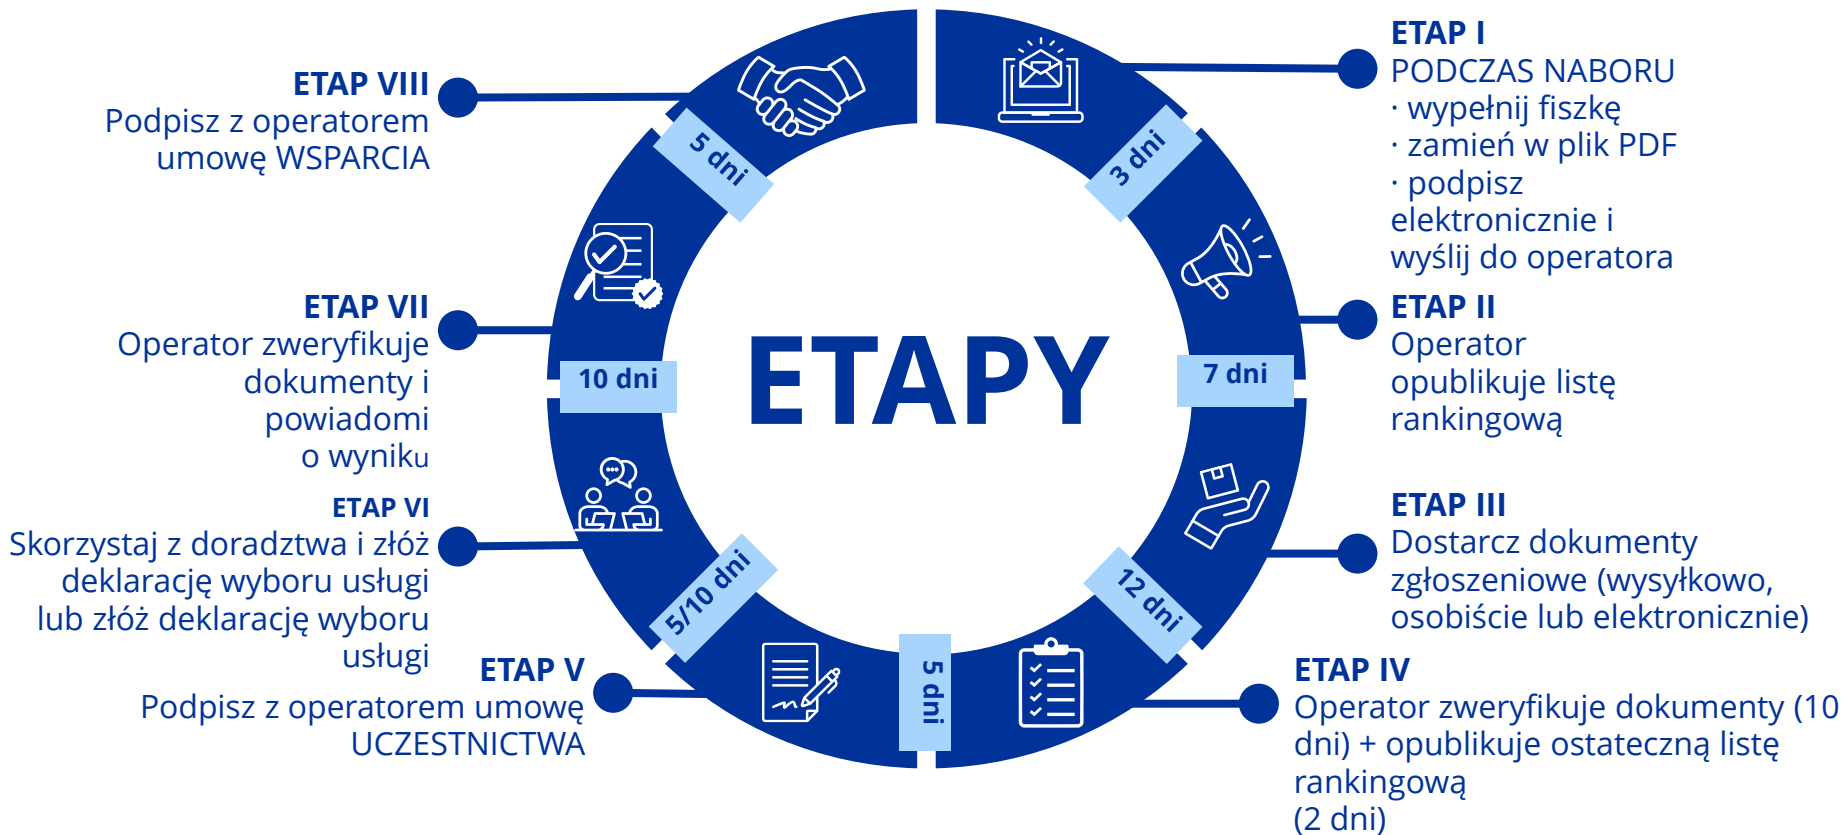 ETAPY
ETAP I
PODCZAS NABORU
· wypełnij fiszkę
· zamień w plik PDF
· podpisz
elektronicznie i
wyślij do operatora
3 dni
ETAP II
Operator
opublikuje listę
rankingową
7 dni
ETAP III
Dostarcz dokumenty
zgłoszeniowe (wysyłkowo,
osobiście lub elektronicznie)
12 dni
ETAP IV
Operator zweryfikuje dokumenty (10
dni) + opublikuje ostateczną listę
rankingową
(2 dni)
5 dni
ETAP V
Podpisz z operatorem umowę
UCZESTNICTWA
5/10 dni
ETAP VI
Skorzystaj z doradztwa i złóż
deklarację wyboru usługi
lub złóż deklarację wyboru
usługi
10 dni
ETAP VII
Operator zweryfikuje
dokumenty i
powiadomi
o wyniku
5 dni
ETAP VIII
Podpisz z operatorem
umowę WSPARCIA